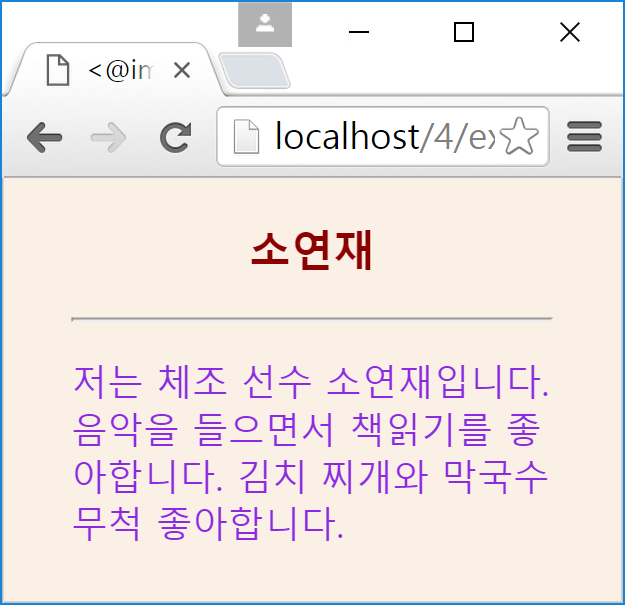 <@im
localhost/4/ex
소연재
저는 체조 선수 소연재입니다.
음악을 들으면서 책읽기를 좋
아합니다. 김치 찌개와 막국수
무척 좋아합니다.